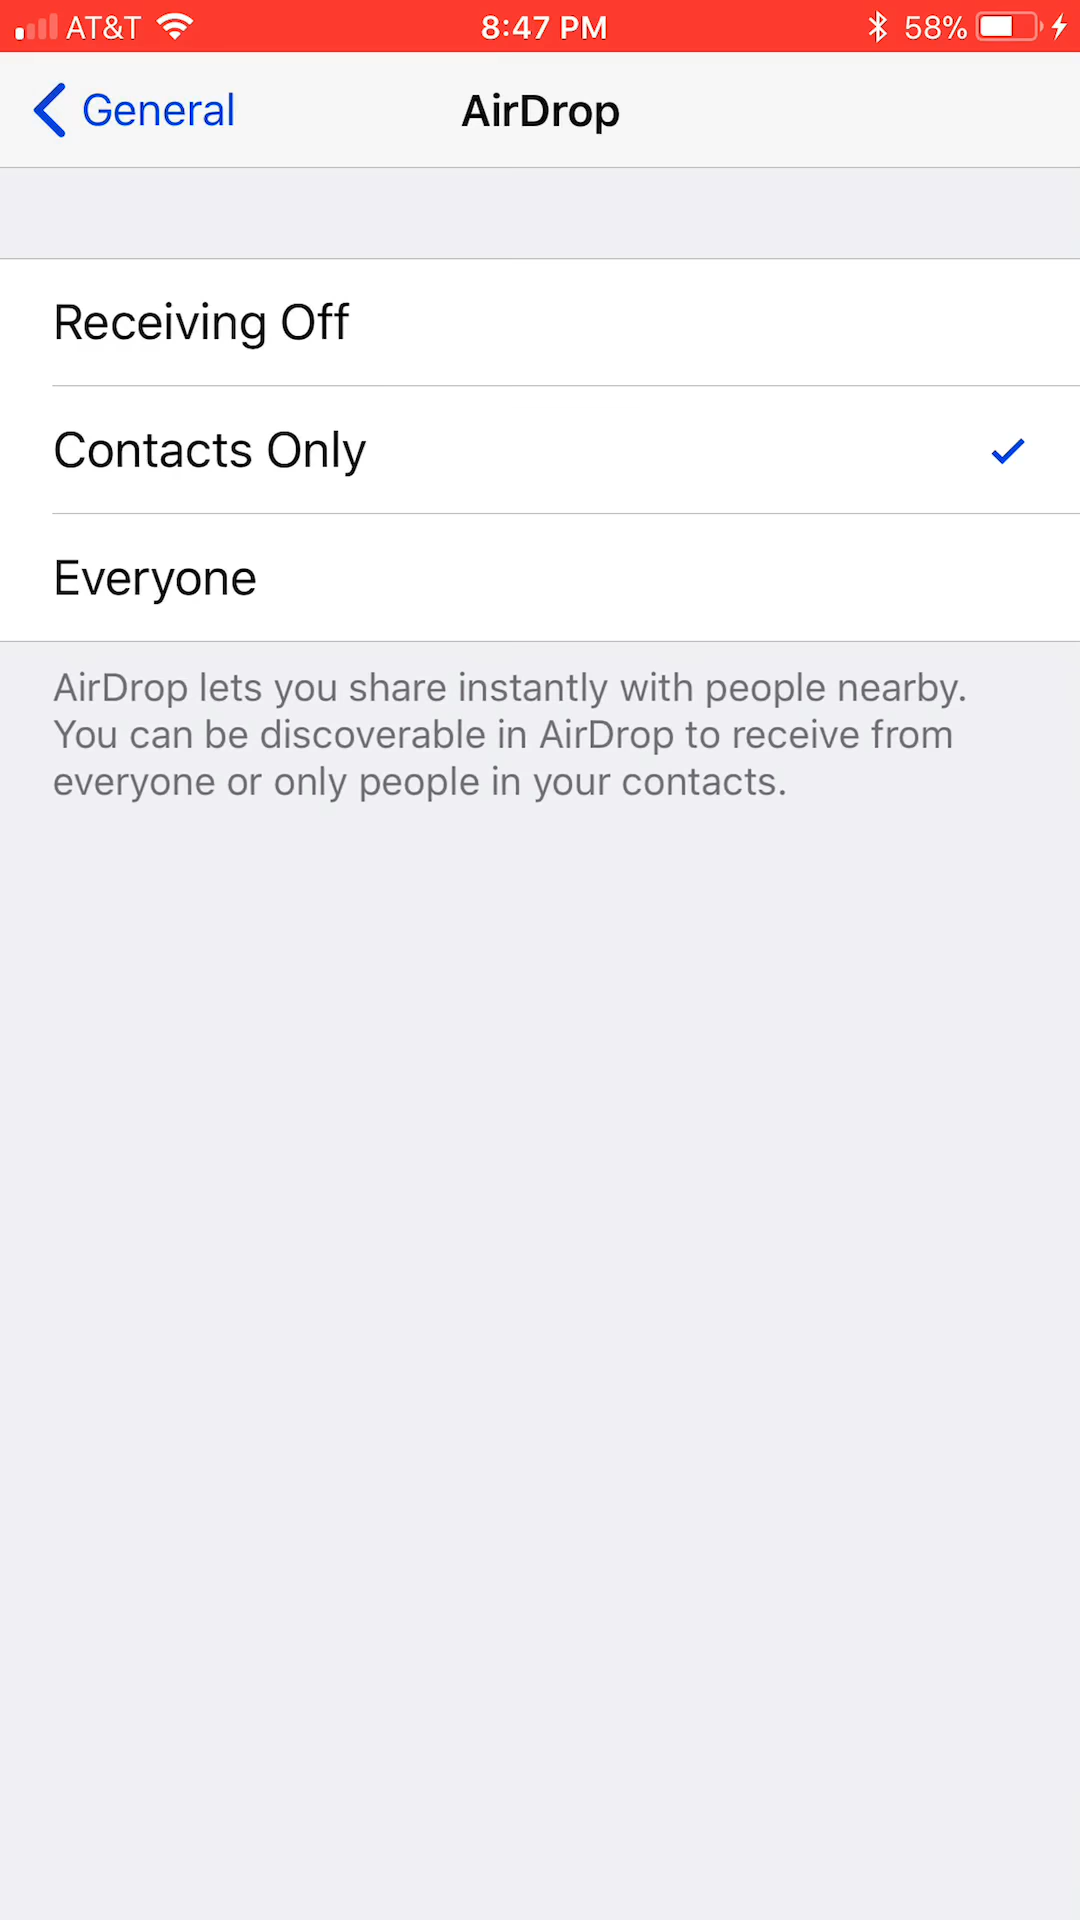 AT&T 8:47 PM 58%
General AirDrop
Receiving Off
Contacts Only
Everyone
AirDrop lets you share instantly with people nearby.
You can be discoverable in AirDrop to receive from
everyone or only people in your contacts.